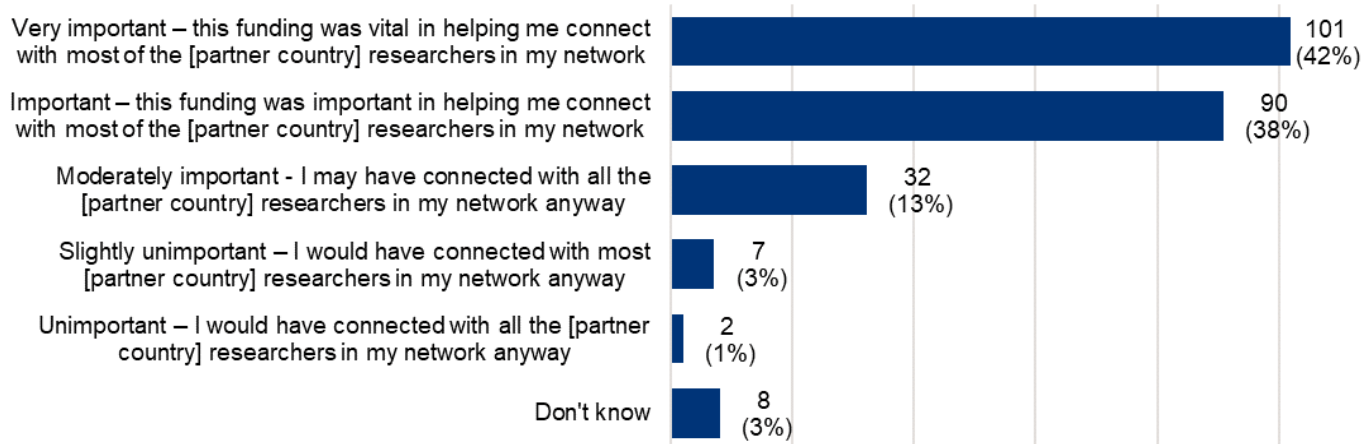 Very important – this funding was vital in helping me connect
with most of the [partner country] researchers in my network
101
(42%)
Important – this funding was important in helping me connect
with most of the [partner country] researchers in my network
90
(38%)
Moderately important - I may have connected with all the
[partner country] researchers in my network anyway
32
(13%)
Slightly unimportant – I would have connected with most
[partner country] researchers in my network anyway
7
(3%)
Unimportant – I would have connected with all the [partner
country] researchers in my network anyway
2
(1%)
Don't know
8
(3%)